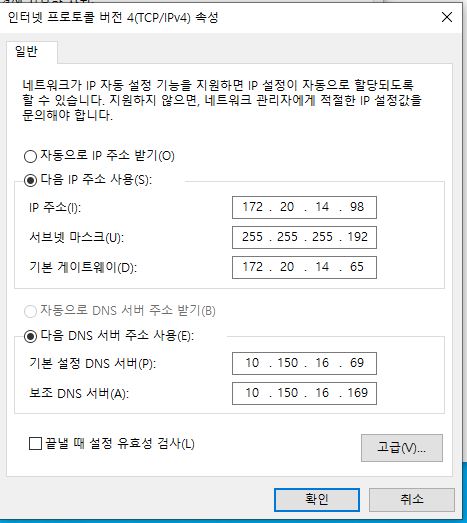 인터넷 프로토콜 버전 4(TCP/IPv4) 속성
일반
네트워크가 IP 자동 설정 기능을 지원하면 IP 설정이 자동으로 할당되도록
할 수 있습니다. 지원하지 않으면, 네트워크 관리자에게 적절한 IP 설정값을
문의해야 합니다.
자동으로 IP 주소 받기(O)
다음 IP 주소 사용(S):
IP 주소(I): 172 . 20 . 14 . 98
서브넷 마스크(U): 255 . 255 . 255 . 192
기본 게이트웨이(D): 172 . 20 . 14 . 65
자동으로 DNS 서버 주소 받기(B)
다음 DNS 서버 주소 사용(E):
기본 설정 DNS 서버(P): 10 . 150 . 16 . 69
보조 DNS 서버(A): 10 . 150 . 16 . 169
끝낼 때 설정 유효성 검사(L)
고급(V)...
확인 취소